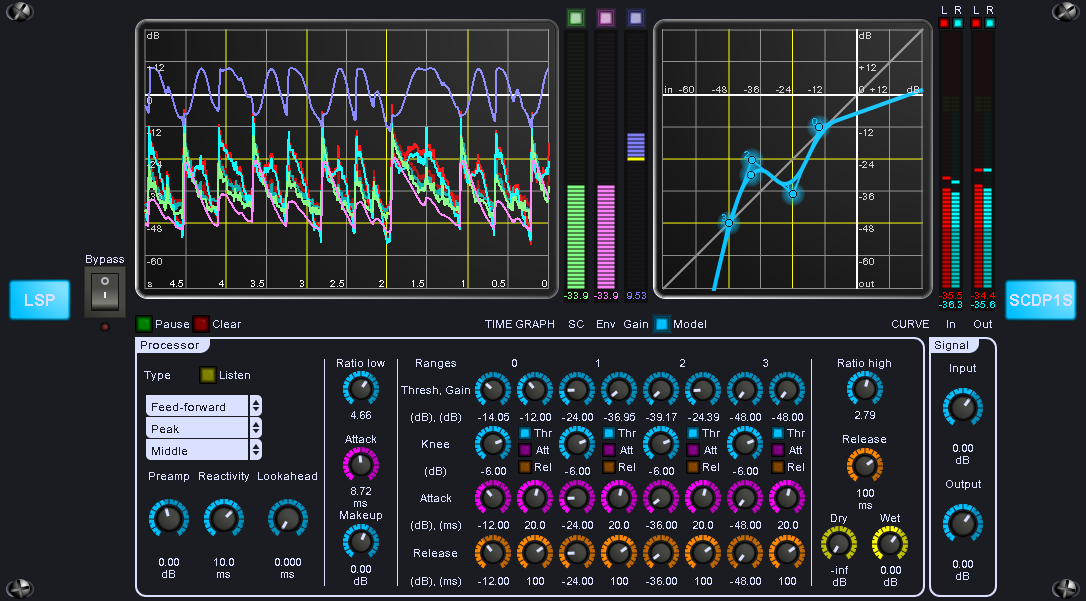 L R L R
dB
+12
0
-12
-24
-36
-48
-60
s 4.5 4 3.5 3 2.5 2 1.5 1 0.5 0
-33.9 -33.9 9.53
dB
+12
in -60 -48 -36 -24 -12 0 +12 dB
-12
-24
-36
-48
-60
out
0
2
3
-35.5 -34.4
-36.3 -35.6
Bypass
LSP
SCDP1S
Pause Clear TIME GRAPH SC Env Gain Model CURVE In Out
Processor
Type Listen
Feed-forward
Peak
Middle
Preamp Reactivity Lookahead
0.00 10.0 0.000
dB ms ms
Ratio low
4.66
Attack
8.72
ms
Makeup
0.00
dB
Ranges 0 1 2 3
Thresh, Gain
(dB), (dB) -14.05 -12.00 -24.00 -36.95 -39.17 -24.39 -48.00 -48.00
Knee Thr Thr Thr Thr
Att Att Att Att
(dB) -6.00 Rel -6.00 Rel -6.00 Rel -6.00 Rel
Attack
(dB), (ms) -12.00 20.0 -24.00 20.0 -36.00 20.0 -48.00 20.0
Release
(dB), (ms) -12.00 100 -24.00 100 -36.00 100 -48.00 100
Ratio high
2.79
Release
100
ms
Dry Wet
-inf 0.00
dB dB
Signal
Input
0.00
dB
Output
0.00
dB